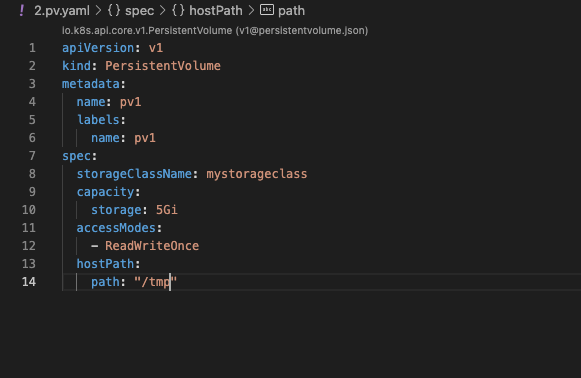 ! 2.pv.yaml > {} spec > {} hostPath > abc path
io.k8s.api.core.v1.PersistentVolume (v1@persistentvolume.json)
1 apiVersion: v1
2 kind: PersistentVolume
3 metadata:
4   name: pv1
5   labels:
6     name: pv1
7 spec:
8   storageClassName: mystorageclass
9   capacity:
10     storage: 5Gi
11   accessModes:
12     - ReadWriteOnce
13   hostPath:
14     path: "/tmp"